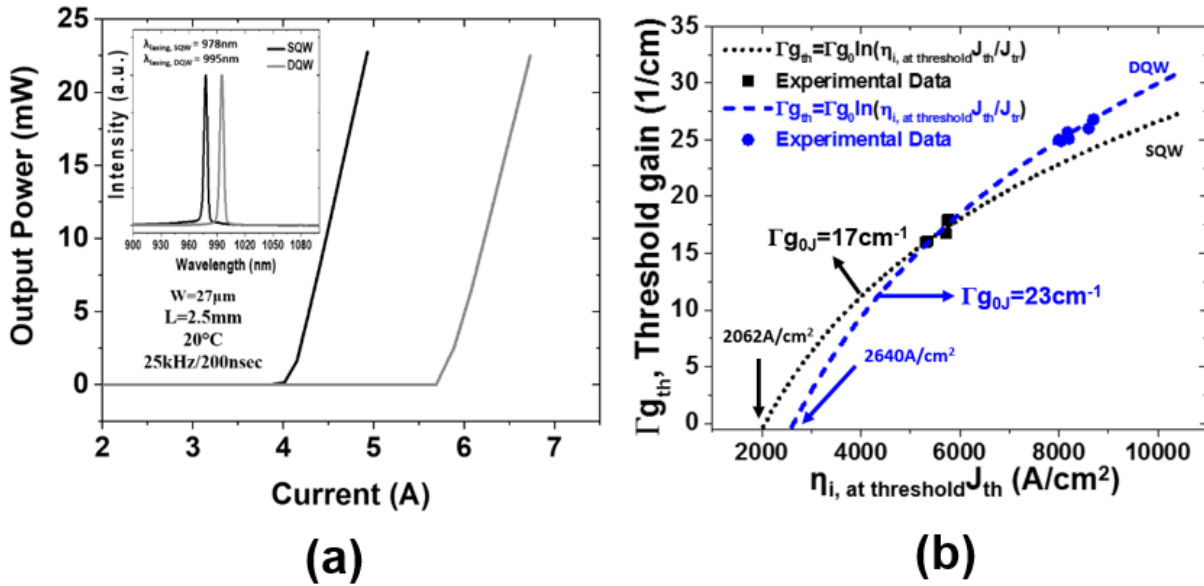 Output Power (mW)
25
20
15
10
5
0
2
3
4
5
6
7
Current (A)
λlasing, SQW = 978nm
λlasing, DQW = 995nm
SQW
DQW
Intensity (a.u.)
900
960
990
1020
1080
Wavelength (nm)
W=27μm
L=2.5mm
20°C
25kHz/200nsec
(a)
Γgth, Threshold gain (1/cm)
35
30
25
20
15
10
5
0
Γgth=Γg0ln(ηi, at thresholdJth/Jtr)
Experimental Data
Γgth=Γg0ln(ηi, at thresholdJth/Jtr)
Experimental Data
DQW
SQW
Γg0J=17cm-1
Γg0J=23cm-1
2062A/cm2
2640A/cm2
2000
4000
6000
8000
10000
ηi, at thresholdJth (A/cm2)
(b)